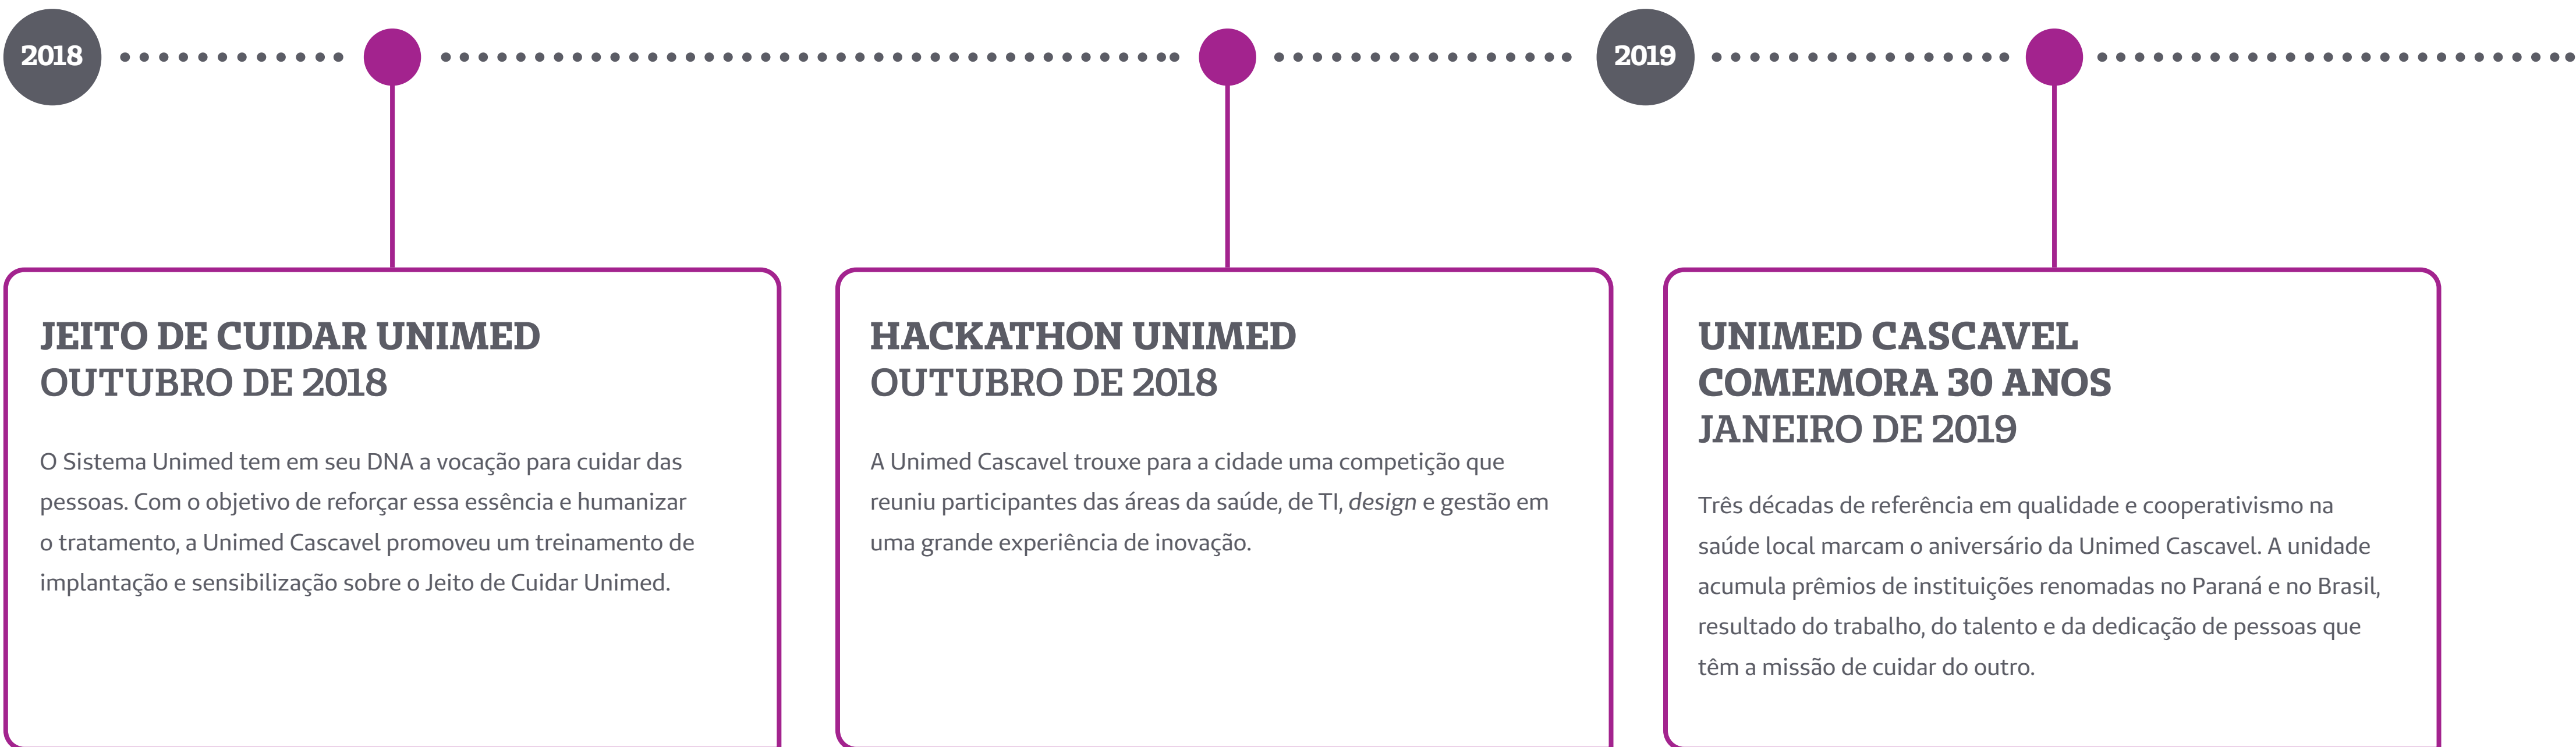 2018
2019
JEITO DE CUIDAR UNIMED
OUTUBRO DE 2018
O Sistema Unimed tem em seu DNA a vocação para cuidar das
pessoas. Com o objetivo de reforçar essa essência e humanizar
o tratamento, a Unimed Cascavel promoveu um treinamento de
implantação e sensibilização sobre o Jeito de Cuidar Unimed.
HACKATHON UNIMED
OUTUBRO DE 2018
A Unimed Cascavel trouxe para a cidade uma competição que
reuniu participantes das áreas da saúde, de TI, design e gestão em
uma grande experiência de inovação.
UNIMED CASCAVEL
COMEMORA 30 ANOS
JANEIRO DE 2019
Três décadas de referência em qualidade e cooperativismo na
saúde local marcam o aniversário da Unimed Cascavel. A unidade
acumula prêmios de instituições renomadas no Paraná e no Brasil,
resultado do trabalho, do talento e da dedicação de pessoas que
têm a missão de cuidar do outro.